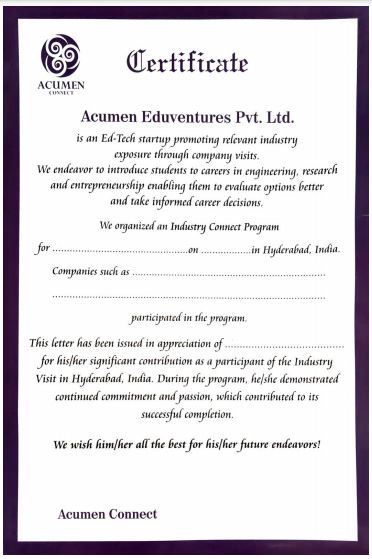 ACUMEN
CONNECT
Certificate
Acumen Eduventures Pvt. Ltd.
is an Ed-Tech startup promoting relevant industry
exposure through company visits.
We endeavor to introduce students to careers in engineering, research
and entrepreneurship enabling them to evaluate options better
and take informed career decisions.
We organized an Industry Connect Program
for ..............................................on .................in Hyderabad, India.
Companies such as .................................................................
............................................................................................
participated in the program.
This letter has been issued in appreciation of ........................................
for his/her significant contribution as a participant of the Industry
Visit in Hyderabad, India. During the program, he/she demonstrated
continued commitment and passion, which contributed to its
successful completion.
We wish him/her all the best for his/her future endeavors!
Acumen Connect